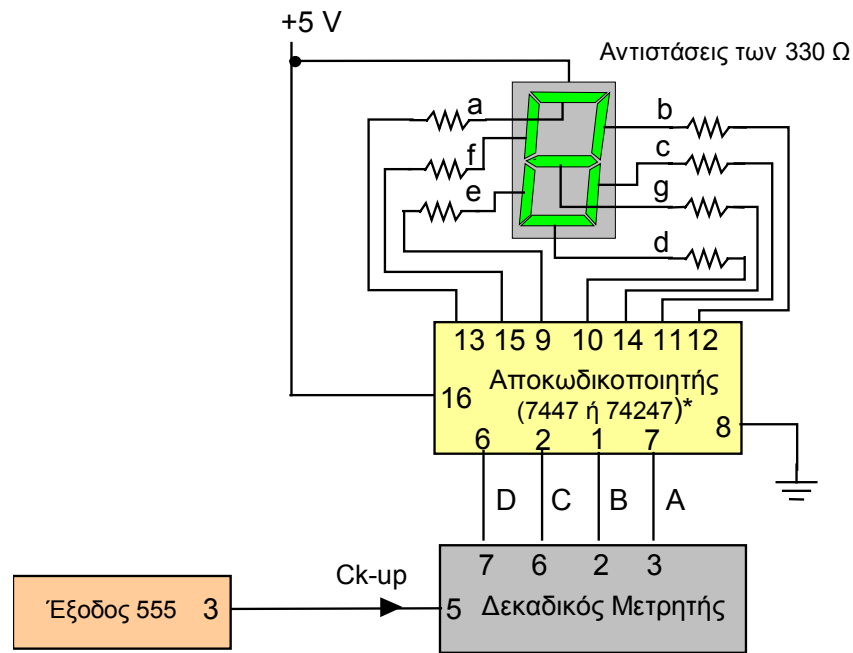 +5 V
Αντιστάσεις των 330 Ω
a
b
f
c
e
g
d
13 15 9 10 14 11 12
Αποκωδικοποιητής
16
(7447 ή 74247)*
8
6 2 1 7
D C B A
7 6 2 3
Ck-up
Έξοδος 555 3
5 Δεκαδικός Μετρητής